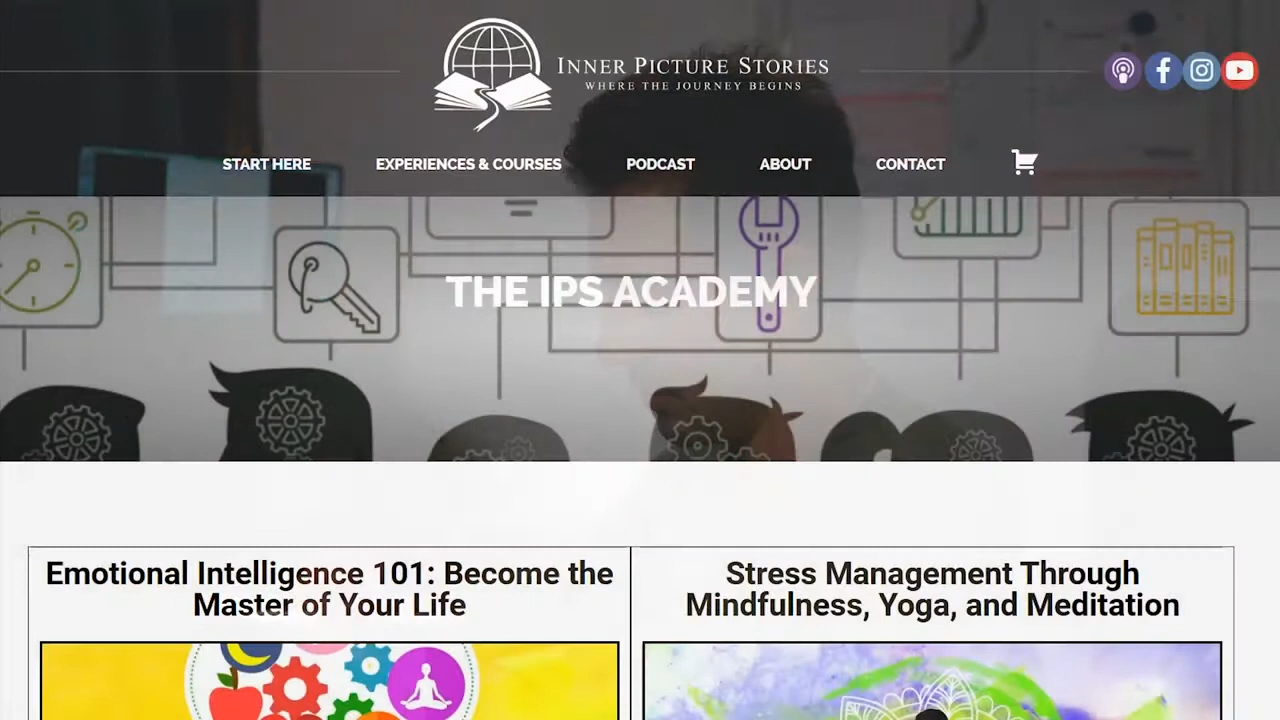 INNER PICTURE STORIES
WHERE THE JOURNEY BEGINS
START HERE
EXPERIENCES & COURSES
PODCAST
ABOUT
CONTACT
THE IPS ACADEMY
Emotional Intelligence 101: Become the
Master of Your Life
Stress Management Through
Mindfulness, Yoga, and Meditation